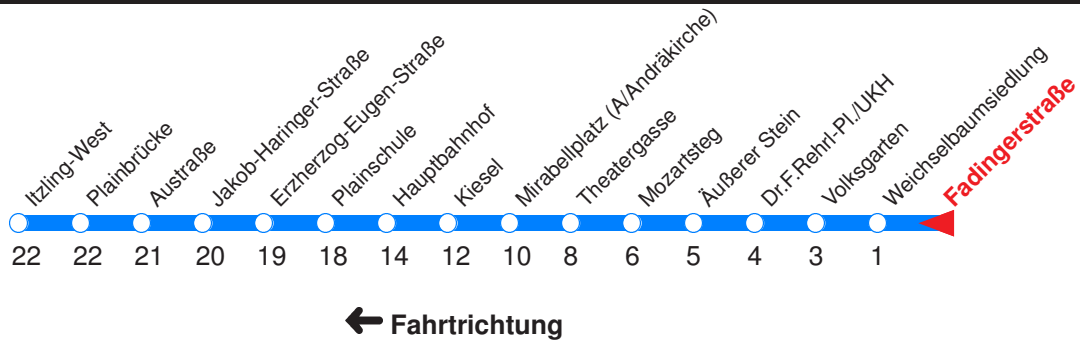 Itzling-West
Plainbrücke
Austraße
Jakob-Haringer-Straße
Erzherzog-Eugen-Straße
Plainschule
Hauptbahnhof
Kiesel
Mirabellplatz (A/Andräkirche)
Theatergasse
Mozartsteg
Äußerer Stein
Dr.F.Rehrl-Pl./UKH
Volksgarten
Weichselbaumsiedlung
Fadingerstraße
22 22 21 20 19 18 14 12 10 8 6 5 4 3 1
Fahrtrichtung